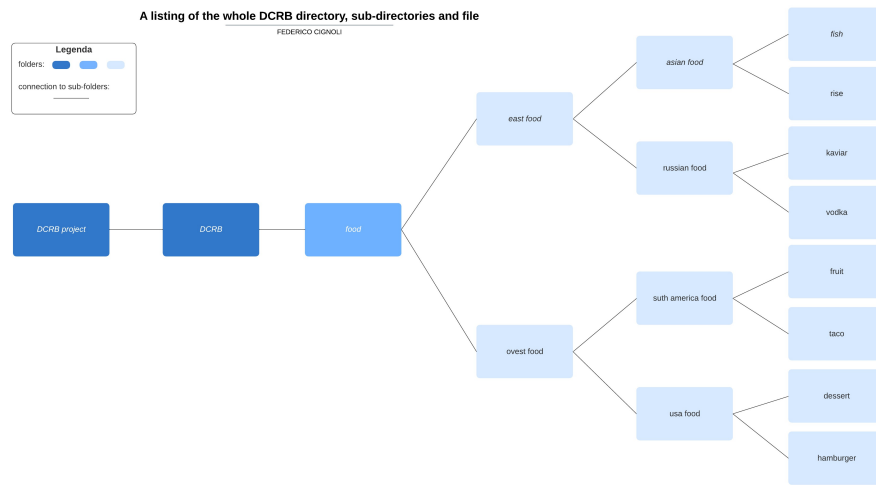 A listing of the whole DCRB directory, sub-directories and file
FEDERICO CIGNOLI
Legenda
folders:
connection to sub-folders:
DCRB project
DCRB
food
east food
ovest food
asian food
russian food
suth america food
usa food
fish
rise
kaviar
vodka
fruit
taco
dessert
hamburger